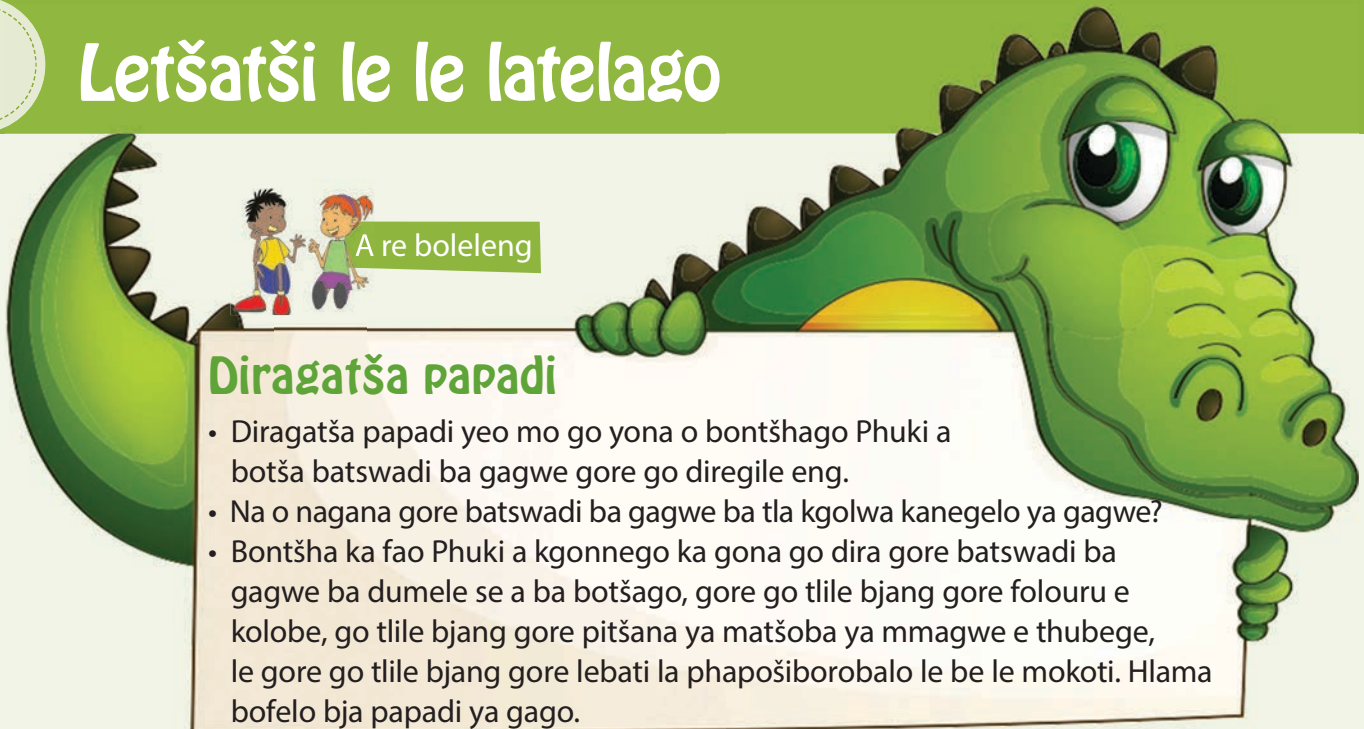 Letšatši le le latelago
A re boleleng
Diragatša papadi
• Diragatša papadi yeo mo go yona o bontšhago Phuki a
botša batswadi ba gagwe gore go diregile eng.
• Na o nagana gore batswadi ba gagwe ba tla kgolwa kanegelo ya gagwe?
• Bontšha ka fao Phuki a kgonnego ka gona go dira gore batswadi ba
gagwe ba dumele se a ba botšago, gore go tlile bjang gore folouru e
kolobe, go tlile bjang gore pitšana ya matšoba ya mmagwe e thubege,
le gore go tlile bjang gore lebati la phapošiborobalo le be le mokoti. Hlama
bofelo bja papadi ya gago.